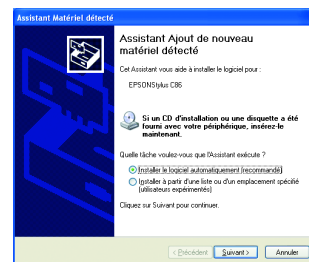 Assistant Matériel détecté
Assistant Ajout de nouveau
matériel détecté
Cet Assistant vous aide à installer le logiciel pour :
EPSONStylus C86
Si un CD d'installation ou une disquette a été
fourni avec votre périphérique, insérez-le
maintenant.
Quelle tâche voulez-vous que l'Assistant exécute ?
Installer le logiciel automatiquement (recommandé)
Installer à partir d'une liste ou d'un emplacement spécifié
(utilisateurs expérimentés)
Cliquez sur Suivant pour continuer.
< Précédent
Suivant >
Annuler